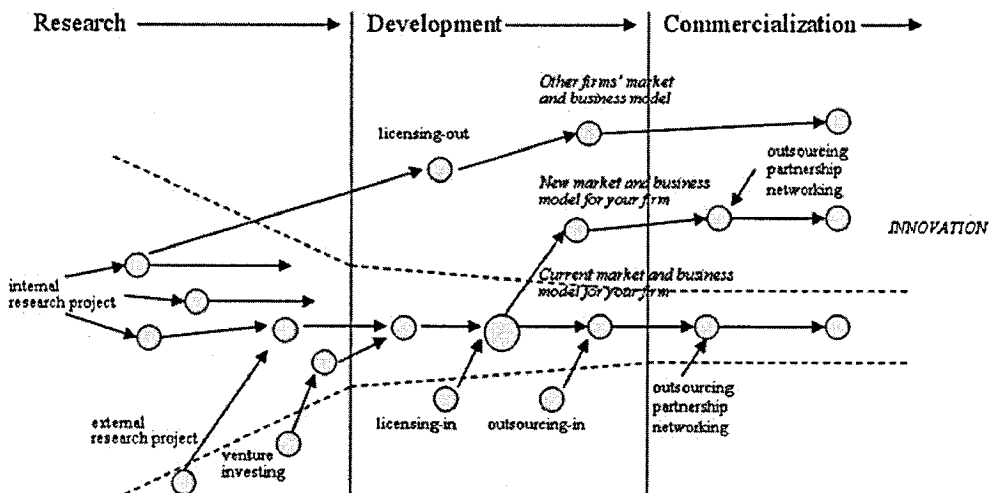 Research
Development
Commercialization
Other firms' market
and business model
licensing-out
outsourcing
partnership
networking
New market and business
model for your firm
INNOVATION
Current market and business
model for your firm
internal
research project
external
research project
venture
investing
licensing-in
outsourcing-in
outsourcing
partnership
networking